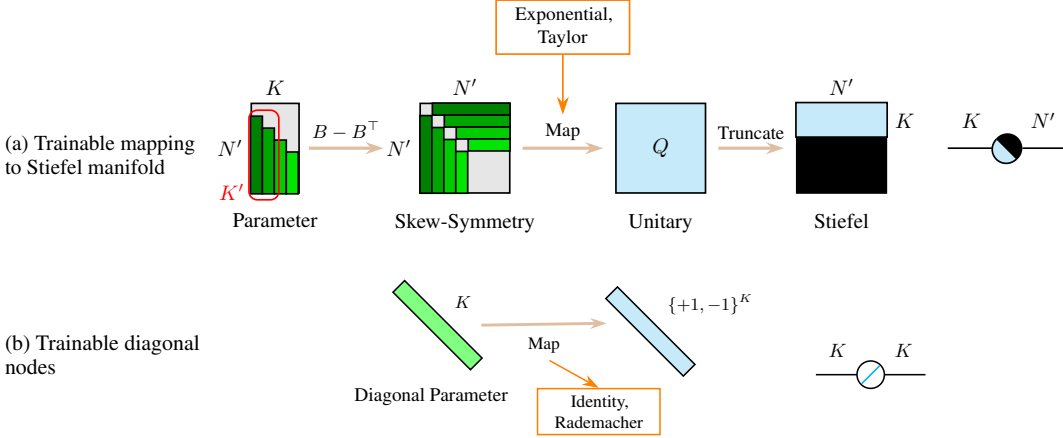 Exponential,
Taylor
(a) Trainable mapping
to Stiefel manifold
K
N′
K′
Parameter
B − B⊤
N′
N′
Skew-Symmetry
Map
Q
Unitary
Truncate
N′
K
Stiefel
K
N′
(b) Trainable diagonal
nodes
K
Diagonal Parameter
Map
Identity,
Rademacher
{+1, −1}^K
K
K